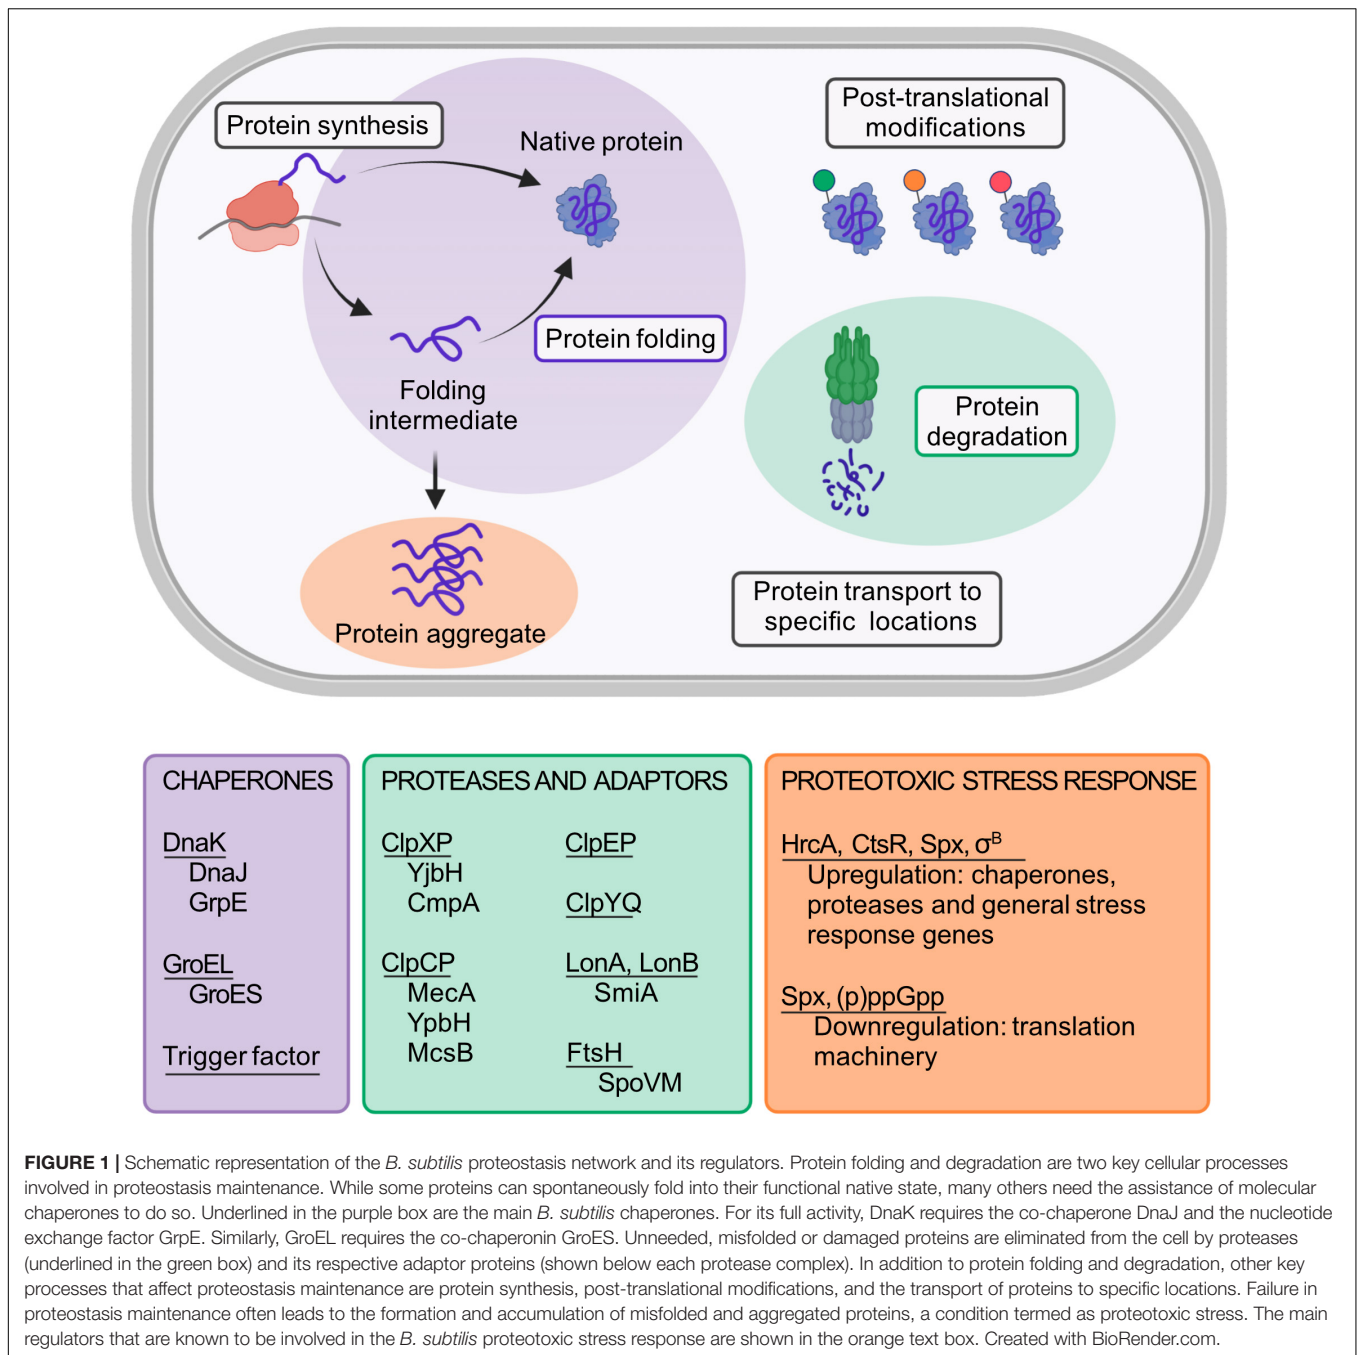 Protein synthesis
Native protein
Post-translational
modifications
Protein folding
Folding
intermediate
Protein
degradation
Protein aggregate
Protein transport to
specific locations
CHAPERONES
DnaK
DnaJ
GrpE
GroEL
GroES
Trigger factor
PROTEASES AND ADAPTORS
ClpXP
YjbH
CmpA
ClpCP
MecA
YpbH
McsB
ClpEP
ClpYQ
LonA, LonB
SmiA
FtsH
SpoVM
PROTEOTOXIC STRESS RESPONSE
HrcA, CtsR, Spx, σᴮ
Upregulation: chaperones,
proteases and general stress
response genes
Spx, (p)ppGpp
Downregulation: translation
machinery
FIGURE 1 | Schematic representation of the B. subtilis proteostasis network and its regulators. Protein folding and degradation are two key cellular processes
involved in proteostasis maintenance. While some proteins can spontaneously fold into their functional native state, many others need the assistance of molecular
chaperones to do so. Underlined in the purple box are the main B. subtilis chaperones. For its full activity, DnaK requires the co-chaperone DnaJ and the nucleotide
exchange factor GrpE. Similarly, GroEL requires the co-chaperonin GroES. Unneeded, misfolded or damaged proteins are eliminated from the cell by proteases
(underlined in the green box) and its respective adaptor proteins (shown below each protease complex). In addition to protein folding and degradation, other key
processes that affect proteostasis maintenance are protein synthesis, post-translational modifications, and the transport of proteins to specific locations. Failure in
proteostasis maintenance often leads to the formation and accumulation of misfolded and aggregated proteins, a condition termed as proteotoxic stress. The main
regulators that are known to be involved in the B. subtilis proteotoxic stress response are shown in the orange text box. Created with BioRender.com.